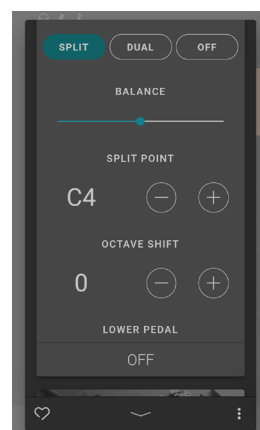 SPLIT DUAL OFF
BALANCE
SPLIT POINT
C4
OCTAVE SHIFT
0
LOWER PEDAL
OFF